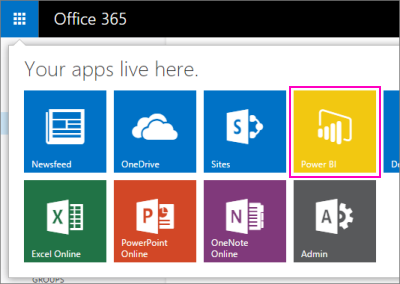 Office 365
Your apps live here.
Newsfeed
OneDrive
Sites
Power BI
Excel Online
PowerPoint
Online
OneNote
Online
Admin
GROUPS